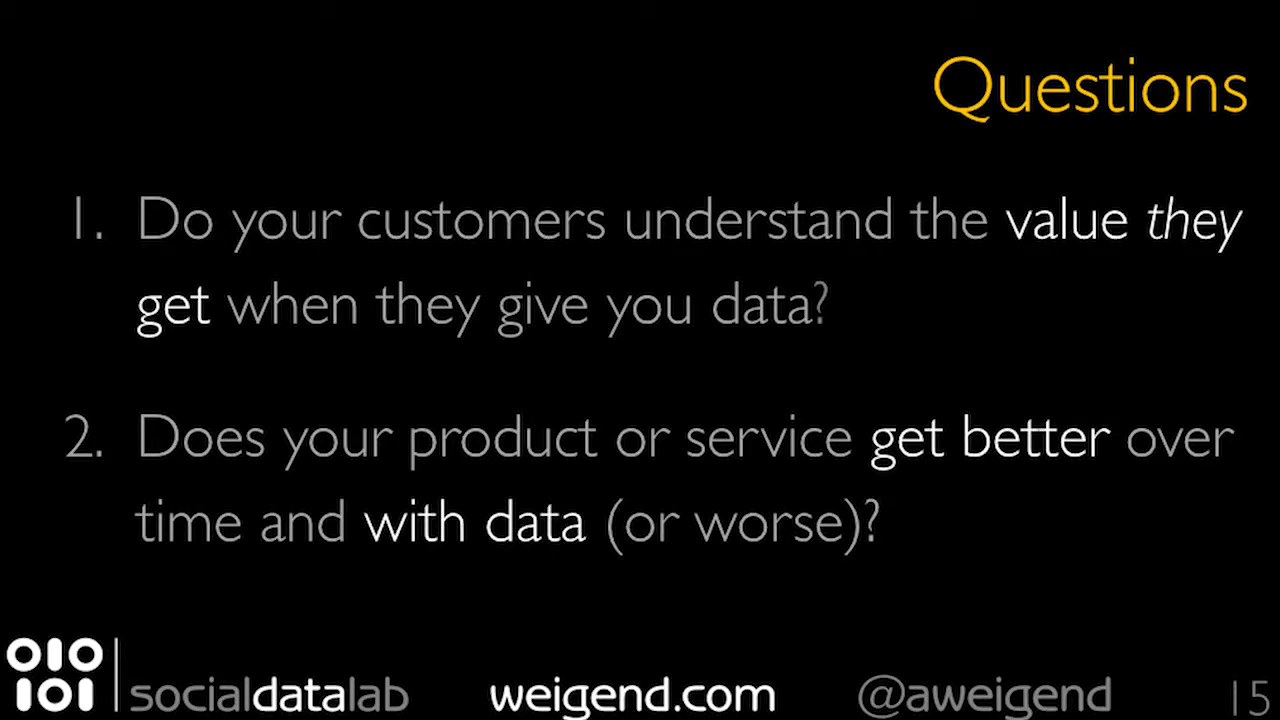 Questions
1. Do your customers understand the value they
get when they give you data?
2. Does your product or service get better over
time and with data (or worse)?
010
101
socialdatalab
weigend.com
@aweigend
15